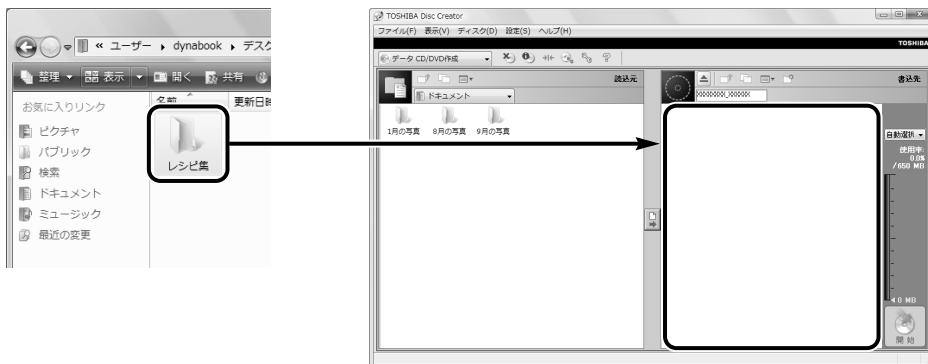 « ユーザー ▸ dynabook ▸ デスク
整理 ▼ 表示 ▼ 開く 共有
お気に入りリンク
ピクチャ
パブリック
検索
ドキュメント
ミュージック
最近の変更
名前 更新日時
レシピ集
TOSHIBA Disc Creator
ファイル(F) 表示(V) ディスク(D) 設定(S) ヘルプ(H)
TOSHIBA
データ CD/DVD作成
読込元
ドキュメント
1月の写真 8月の写真 9月の写真
書込先
XXXXXXXX_XXXXXX
自動選択
使用率:
0.0%
/650 MB
0 MB
開始